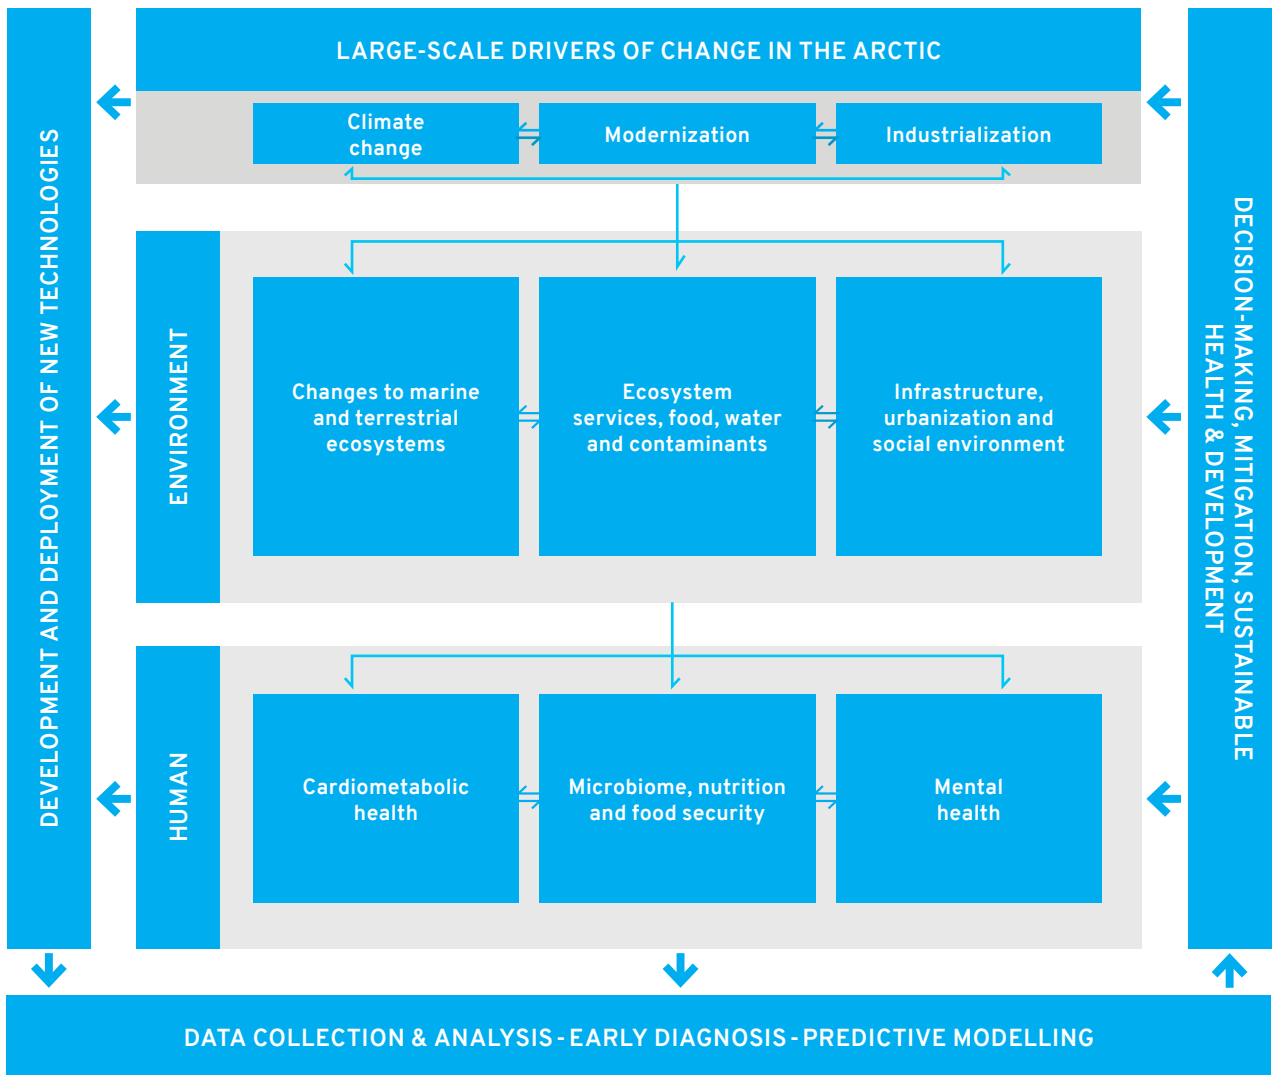 LARGE-SCALE DRIVERS OF CHANGE IN THE ARCTIC
Climate
change
Modernization
Industrialization
DEVELOPMENT AND DEPLOYMENT OF NEW TECHNOLOGIES
ENVIRONMENT
Changes to marine
and terrestrial
ecosystems
Ecosystem
services, food, water
and contaminants
Infrastructure,
urbanization and
social environment
DECISION-MAKING, MITIGATION, SUSTAINABLE
HEALTH & DEVELOPMENT
HUMAN
Cardiometabolic
health
Microbiome, nutrition
and food security
Mental
health
DATA COLLECTION & ANALYSIS - EARLY DIAGNOSIS - PREDICTIVE MODELLING